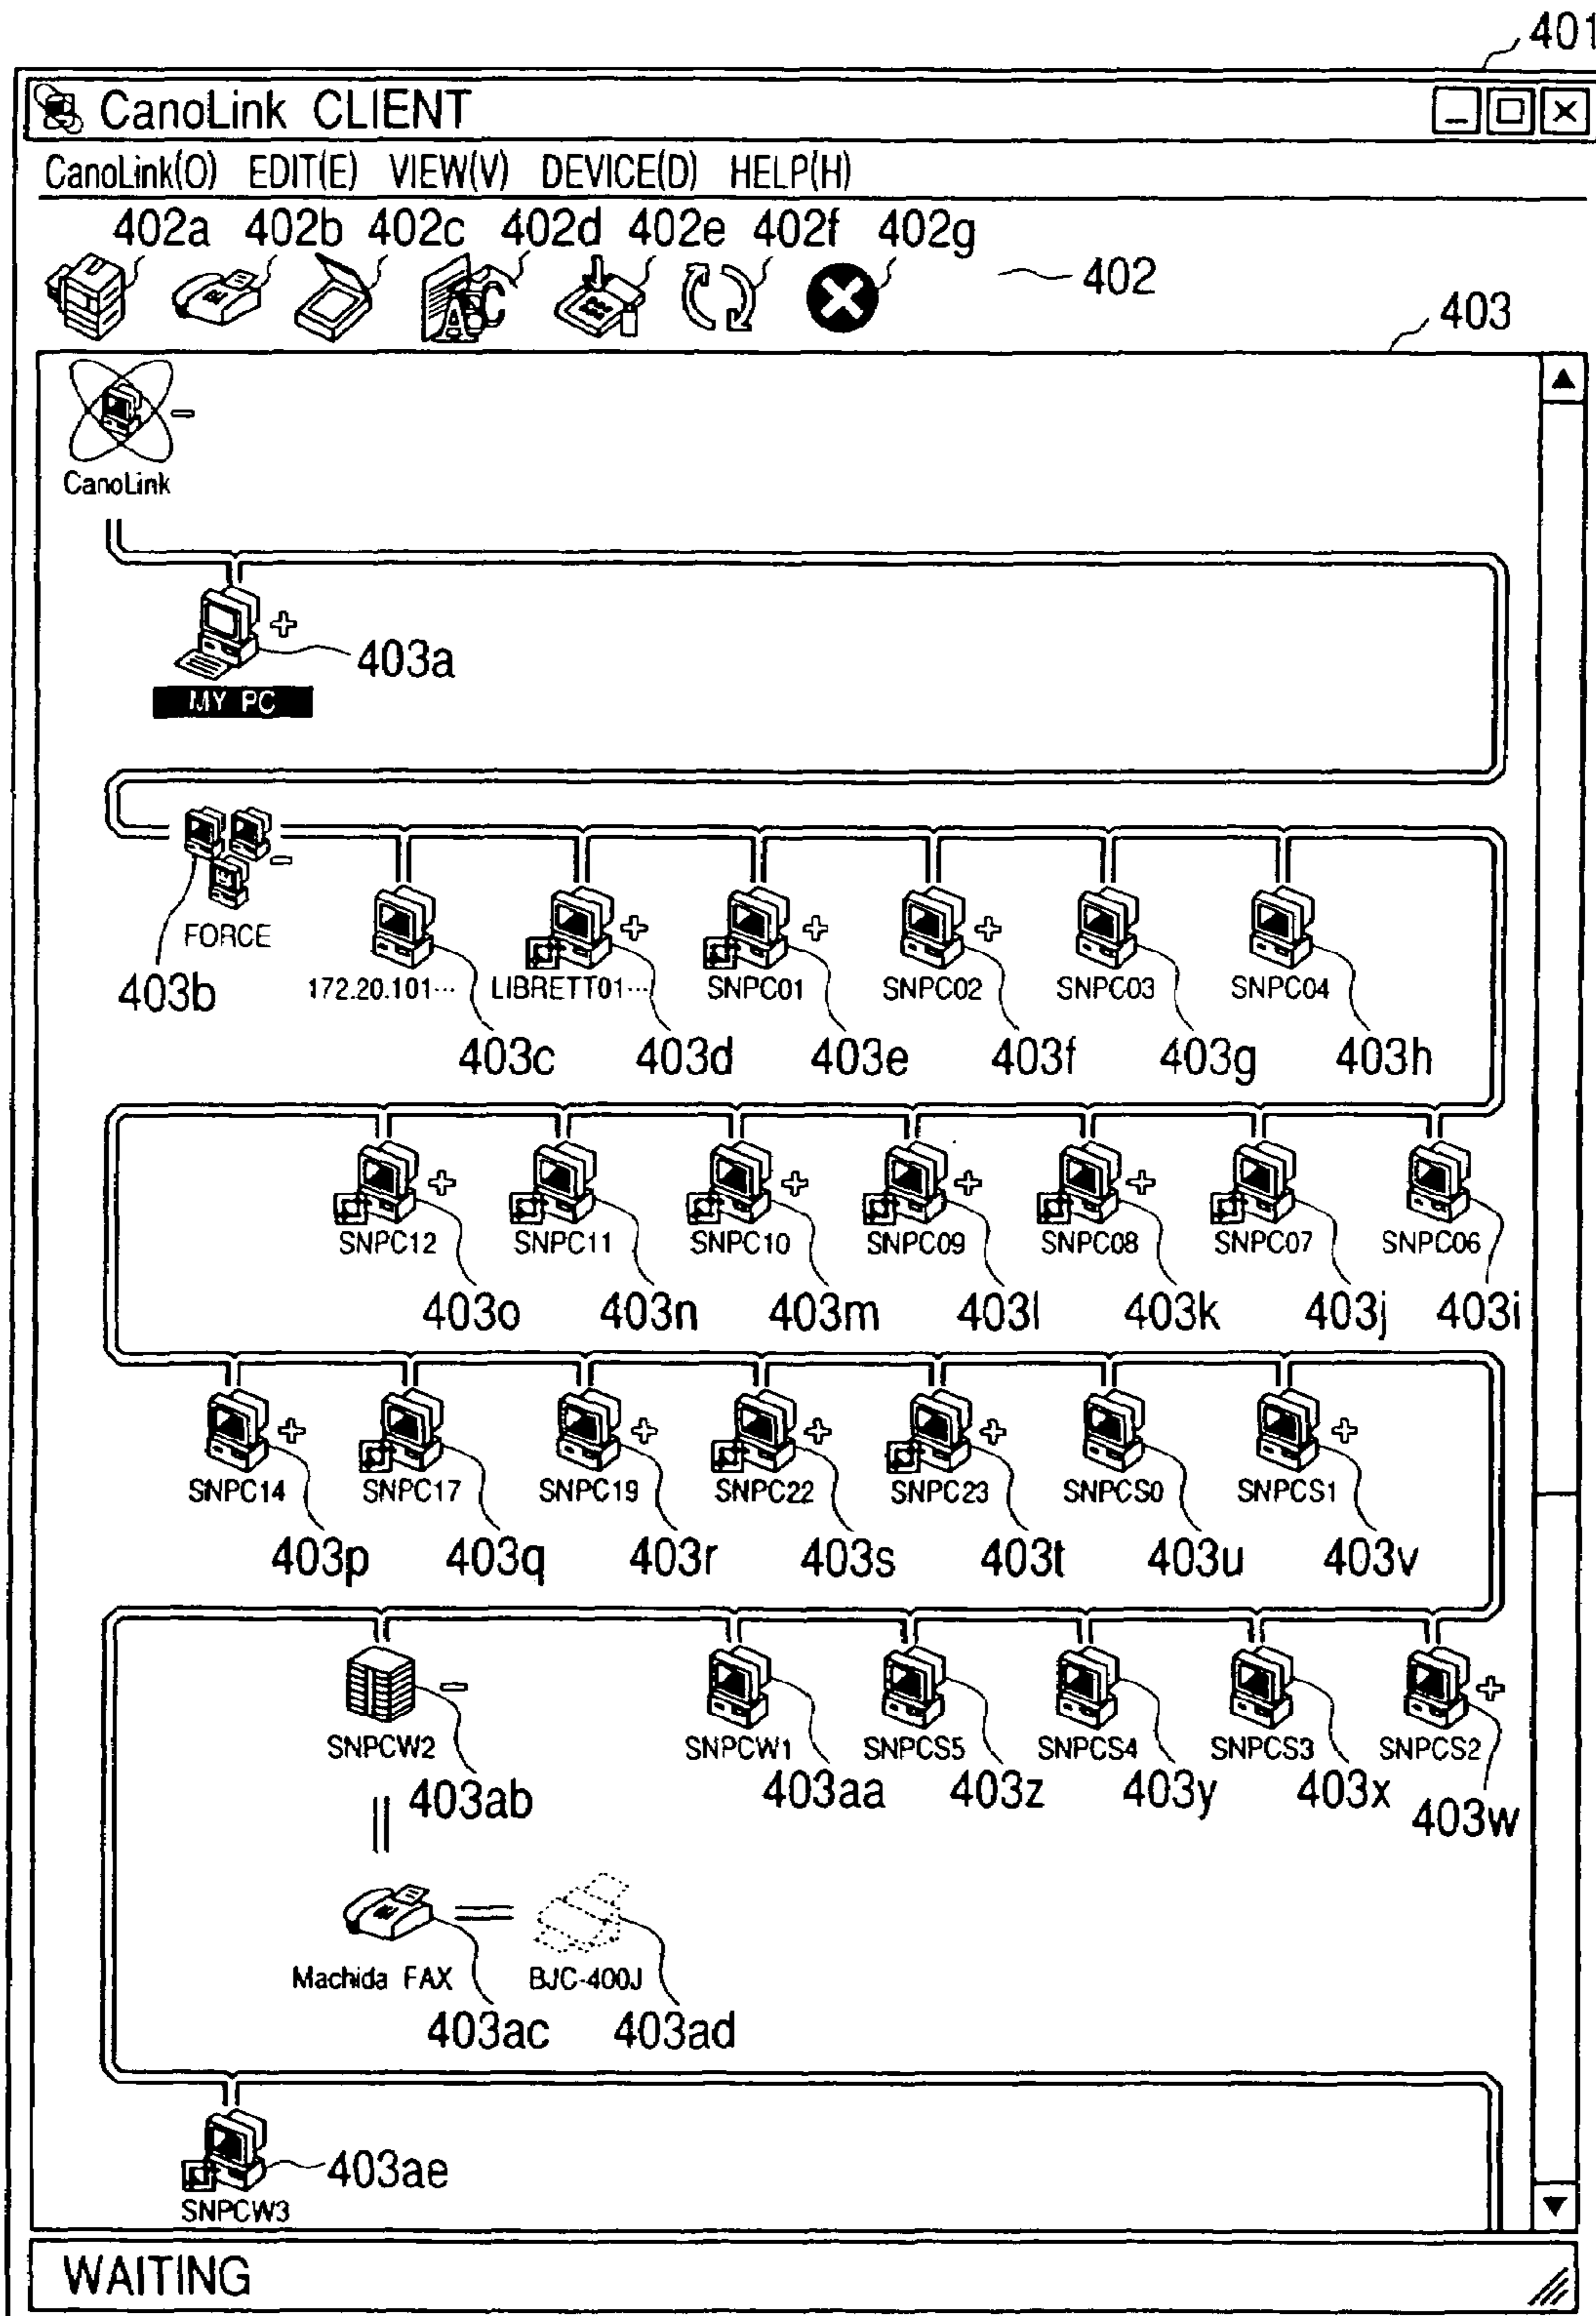 401
CanoLink CLIENT
CanoLink(O) EDIT(E) VIEW(V) DEVICE(D) HELP(H)
402a 402b 402c 402d 402e 402f 402g
402
403
CanoLink
403a
MY PC
FORCE
403b
172.20.101… LIBRETT01… SNPC01 SNPC02 SNPC03 SNPC04
403c 403d 403e 403f 403g 403h
SNPC12 SNPC11 SNPC10 SNPC09 SNPC08 SNPC07 SNPC06
403o 403n 403m 403l 403k 403j 403i
SNPC14 SNPC17 SNPC19 SNPC22 SNPC23 SNPCS0 SNPCS1
403p 403q 403r 403s 403t 403u 403v
SNPCW2 SNPCW1 SNPCS5 SNPCS4 SNPCS3 SNPCS2
403ab 403aa 403z 403y 403x 403w
Machida FAX BJC-400J
403ac 403ad
403ae
SNPCW3
WAITING